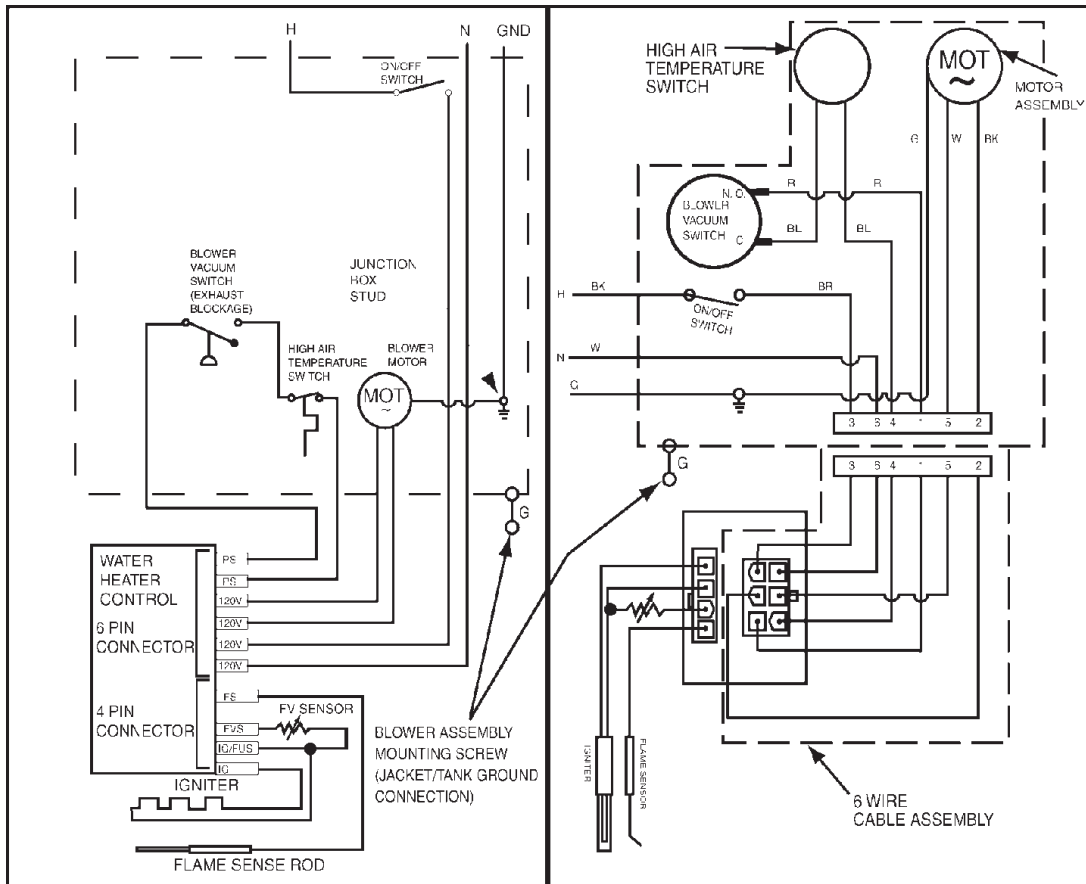 H
N
GND
ON/OFF
SWITCH
BLOWER
VACUUM
SWITCH
(EXHAUST
BLOCKAGE)
JUNCTION
BOX
STUD
HIGH AIR
TEMPERATURE
SWITCH
BLOWER
MOTOR
MOT
~
G
WATER
HEATER
CONTROL
6 PIN
CONNECTOR
4 PIN
CONNECTOR
PS
PS
120V
120V
120V
120V
FS
FVS
IG/FUS
IG
FV SENSOR
IGNITER
FLAME SENSE ROD
BLOWER ASSEMBLY
MOUNTING SCREW
(JACKET/TANK GROUND
CONNECTION)
HIGH AIR
TEMPERATURE
SWITCH
MOT
~
MOTOR
ASSEMBLY
G W BK
N. O.
BLOWER
VACUUM
SWITCH
C
R R
BL BL
H BK BR
ON/OFF
SWITCH
N W
G
3 6 4 1 5 2
G
3 6 4 1 5 2
IGNITER
FLAME SENSOR
6 WIRE
CABLE ASSEMBLY